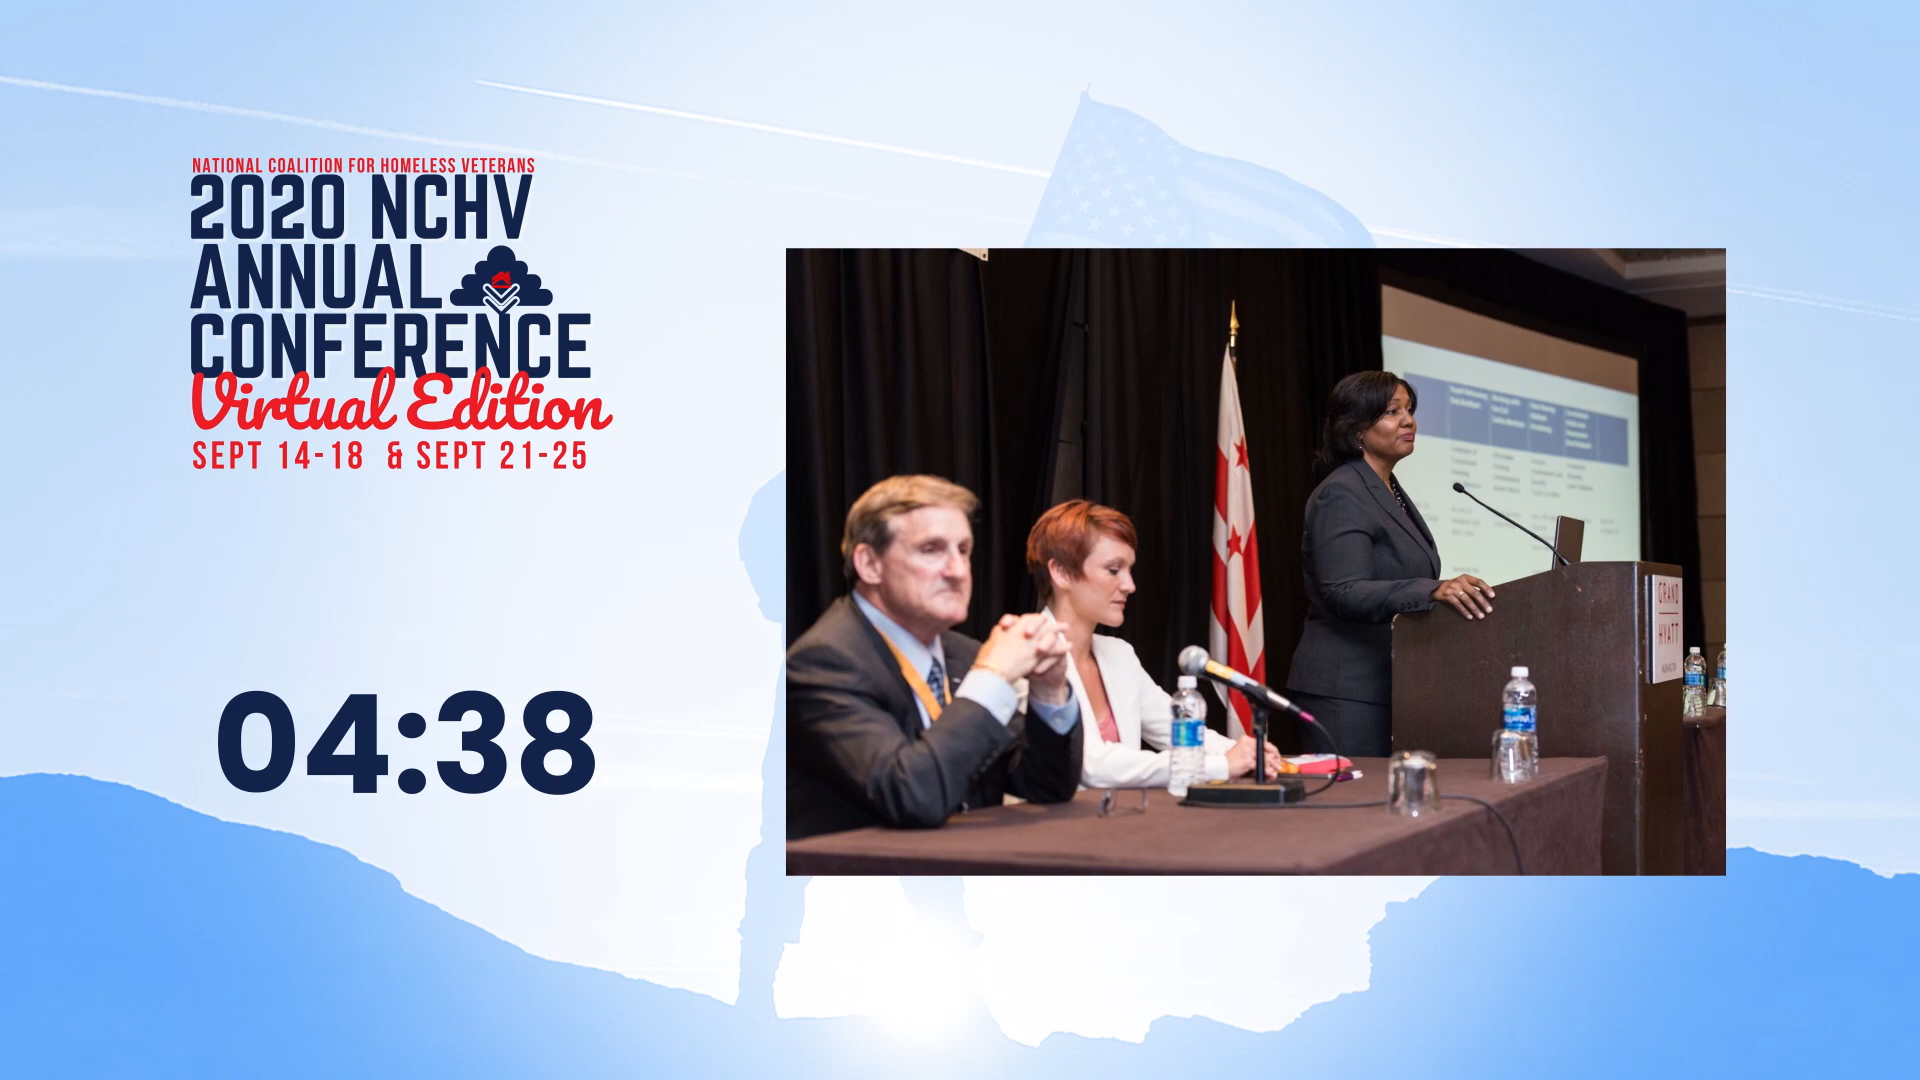 NATIONAL COALITION FOR HOMELESS VETERANS
2020 NCHV
ANNUAL
CONFERENCE
Virtual Edition
SEPT 14-18 & SEPT 21-25
04:38
GRAND
HYATT
WASHINGTON